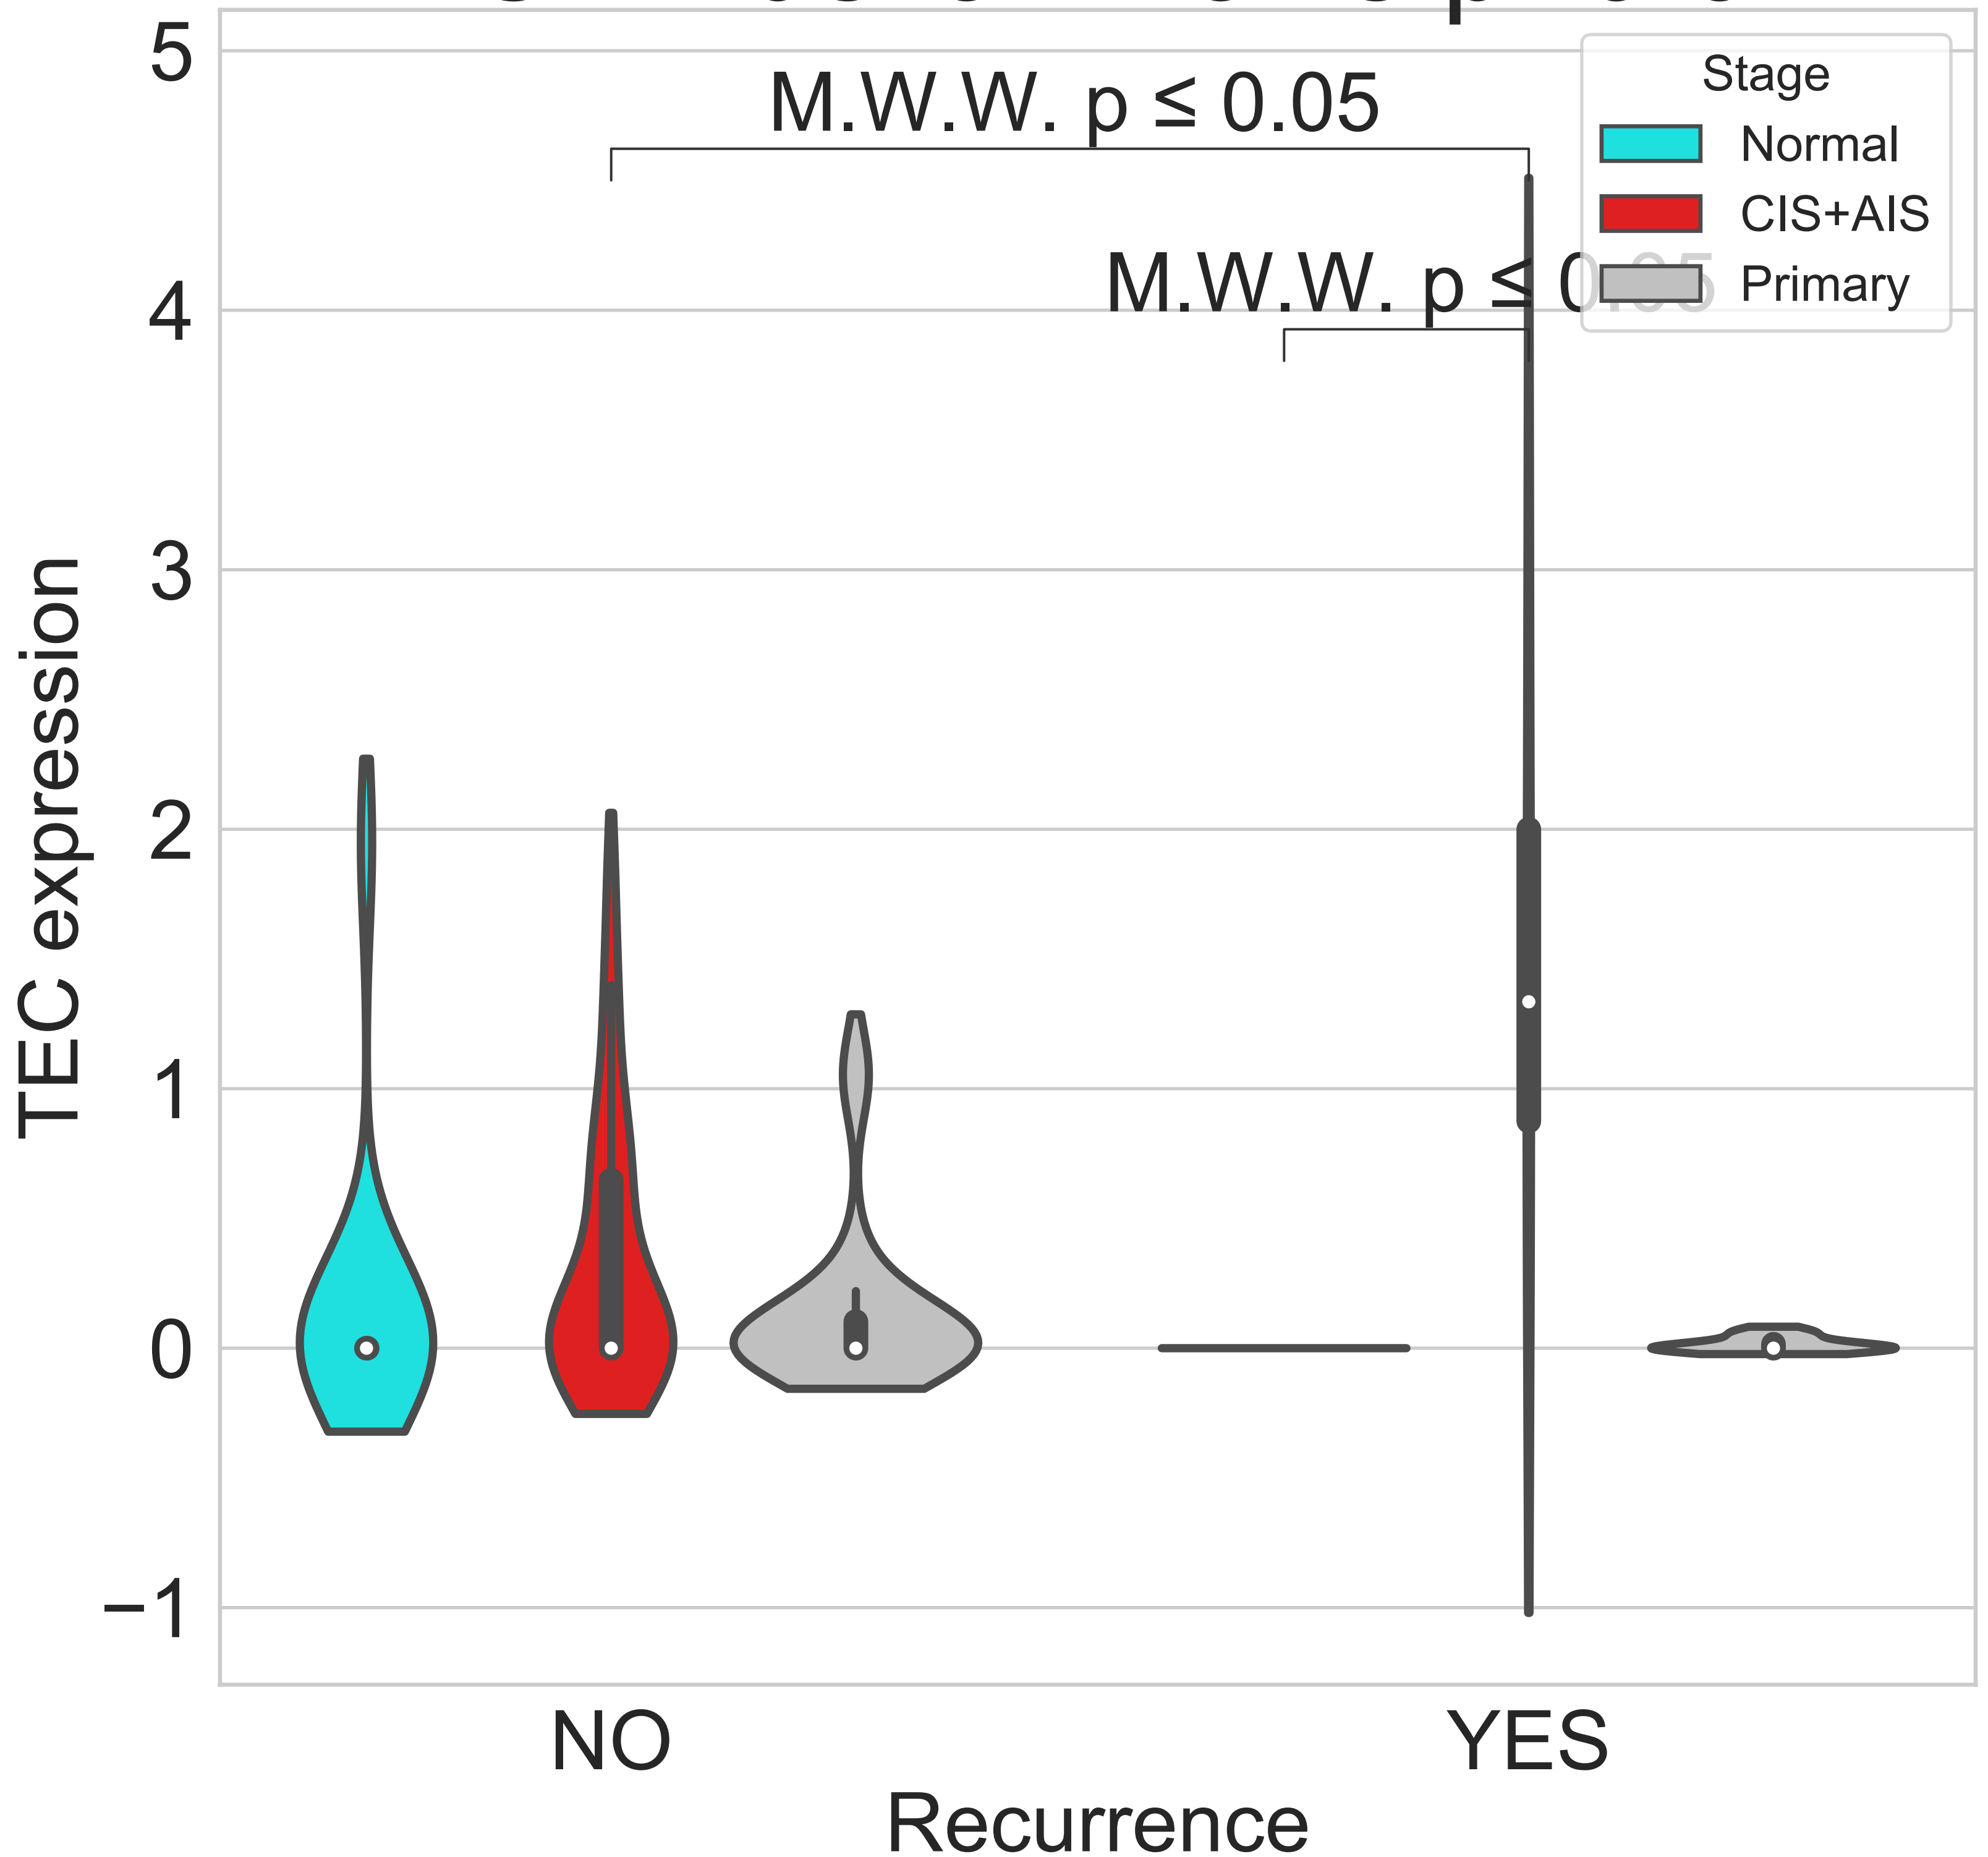 5
M.W.W. p ≤ 0.05
Stage
Normal
CIS+AIS
Primary
M.W.W. p ≤ 0.05
4
3
2
1
0
−1
TEC expression
NO
YES
Recurrence